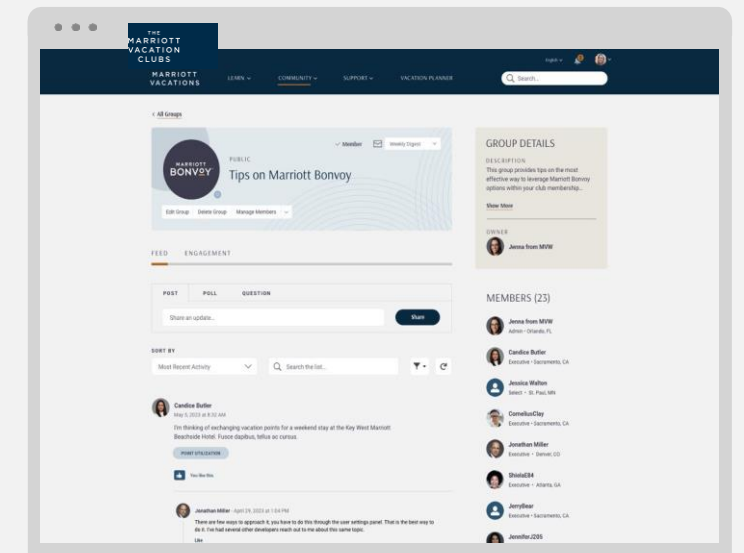 THE
MARRIOTT
VACATION
CLUBS
English
MARRIOTT
VACATIONS
LEARN
COMMUNITY
SUPPORT
VACATION PLANNER
Search...
< All Groups
MARRIOTT
BONVOY
PUBLIC
Tips on Marriott Bonvoy
Member
Weekly Digest
Edit Group Delete Group Manage Members
GROUP DETAILS
DESCRIPTION
This group provides tips on the most
effective way to leverage Marriott Bonvoy
options within your club membership...
Show More
OWNER
Jenna from MVW
FEED ENGAGEMENT
POST POLL QUESTION
Share an update...
Share
SORT BY
Most Recent Activity
Search the list...
Candice Butler
May 5, 2023 at 8:32 AM
I'm thinking of exchanging vacation points for a weekend stay at the Key West Marriott
Beachside Hotel. Fusce dapibus, tellus ac cursus.
POINT UTILIZATION
You like this
Jonathan Miller · April 29, 2023 at 1:04 PM
There are few ways to approach it, you have to do this through the user settings panel. That is the best way to
do it. I've had several other developers reach out to me about this same topic.
Like
MEMBERS (23)
Jenna from MVW
Admin · Orlando, FL
Candice Butler
Executive · Sacramento, CA
Jessica Walton
Select · St. Paul, MN
CorneliusClay
Executive · Sacramento, CA
Jonathan Miller
Executive · Denver, CO
ShielaE84
Executive · Atlanta, GA
JerryBear
Executive · Sacramento, CA
JenniferJ205